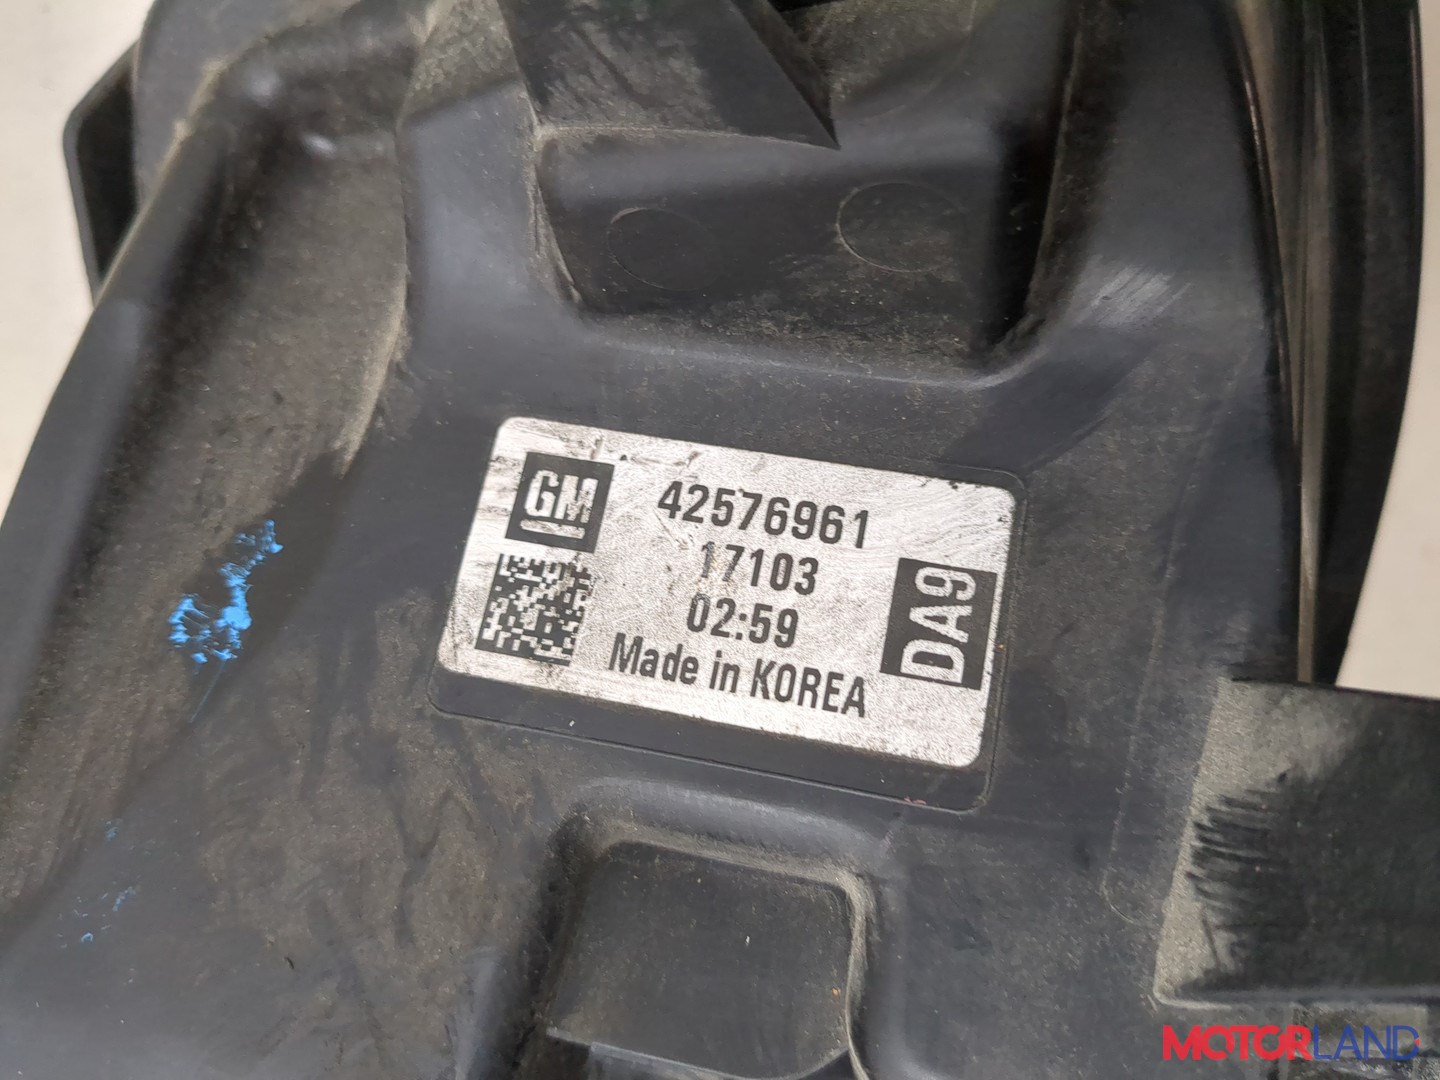 GM
42576961
17103
02:59
Made in KOREA
DA9
MOTORLAND